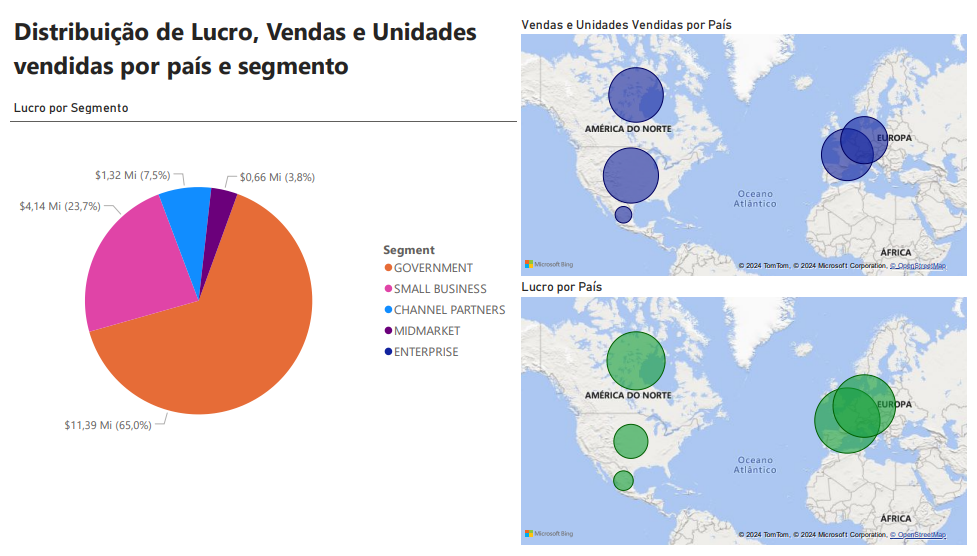 Distribuição de Lucro, Vendas e Unidades
vendidas por país e segmento
Lucro por Segmento
$1,32 Mi (7,5%)
$0,66 Mi (3,8%)
$4,14 Mi (23,7%)
$11,39 Mi (65,0%)
Segment
GOVERNMENT
SMALL BUSINESS
CHANNEL PARTNERS
MIDMARKET
ENTERPRISE
Vendas e Unidades Vendidas por País
AMÉRICA DO NORTE
EUROPA
Oceano
Atlântico
ÁFRICA
Microsoft Bing
© 2024 TomTom, © 2024 Microsoft Corporation, © OpenStreetMap
Lucro por País
AMÉRICA DO NORTE
EUROPA
Oceano
Atlântico
ÁFRICA
Microsoft Bing
© 2024 TomTom, © 2024 Microsoft Corporation, © OpenStreetMap